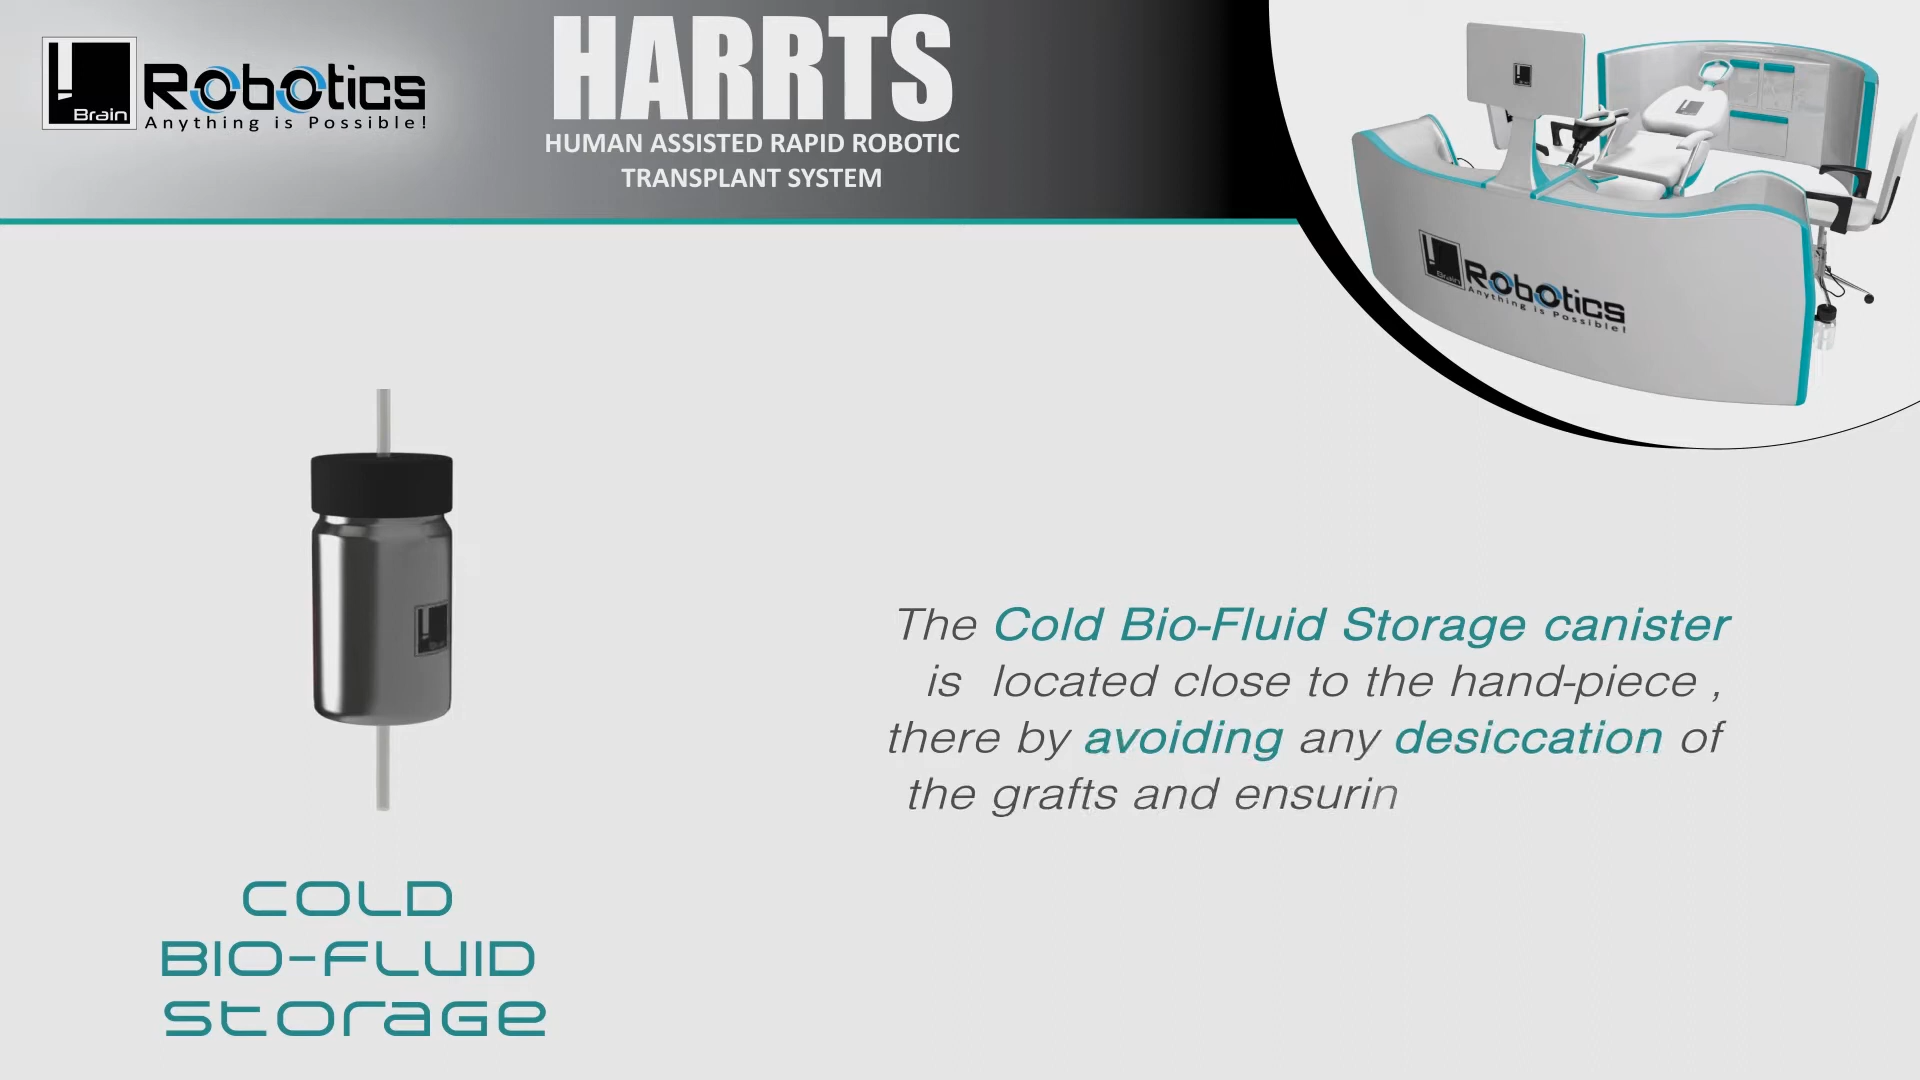 Brain
RobOtics
Anything is Possible!
HARRTS
HUMAN ASSISTED RAPID ROBOTIC
TRANSPLANT SYSTEM
Brain
RobOtics
Anything is Possible!
The Cold Bio-Fluid Storage canister
is located close to the hand-piece ,
there by avoiding any desiccation of
the grafts and ensurin
COLD
BIO-FLUID
storage